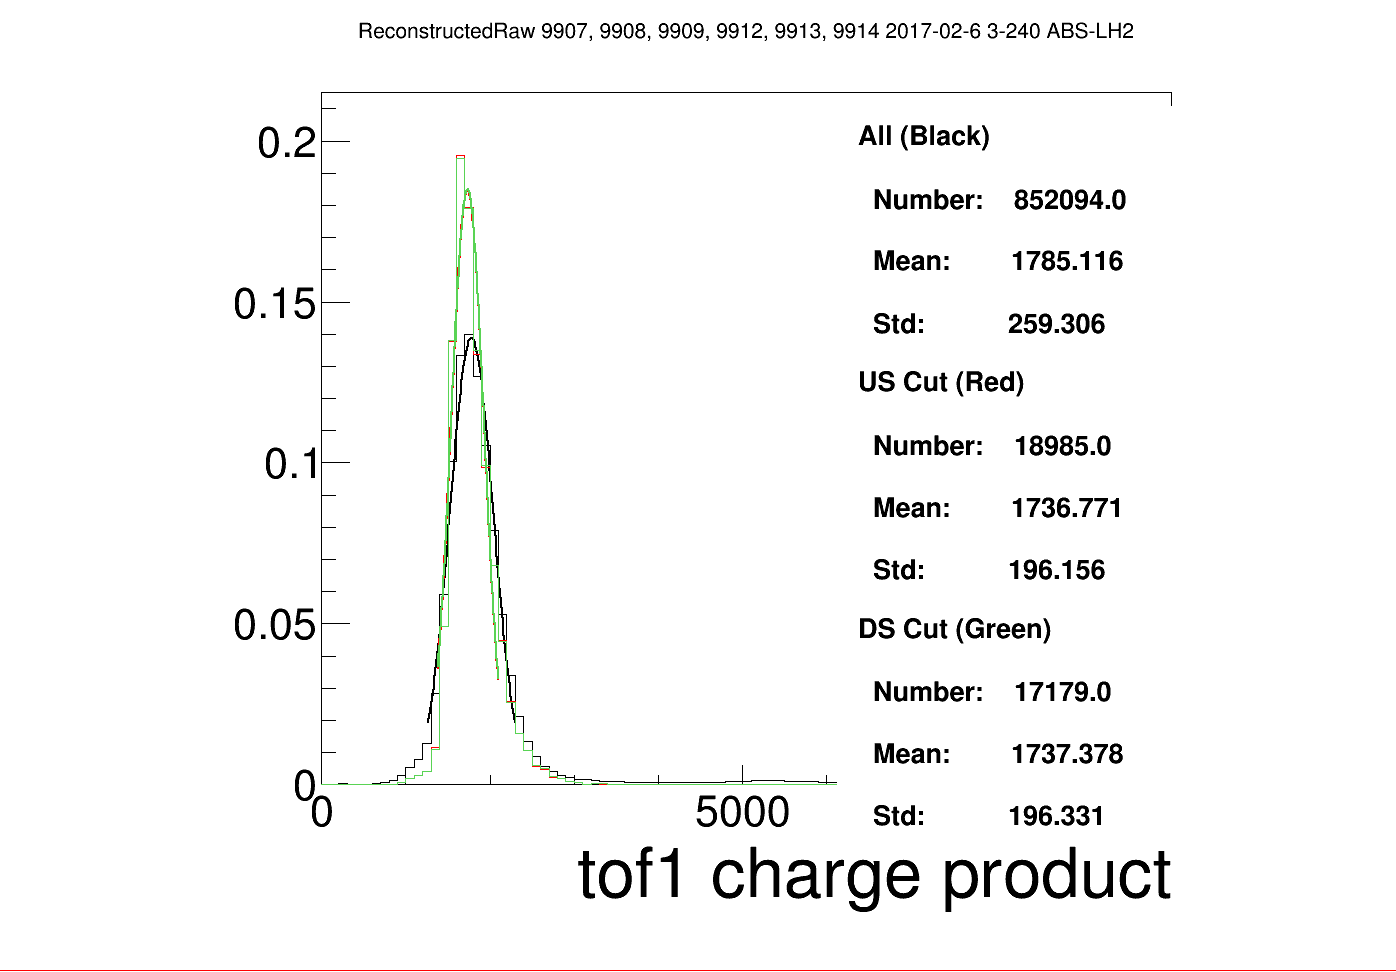 ReconstructedRaw 9907, 9908, 9909, 9912, 9913, 9914 2017-02-6 3-240 ABS-LH2
0.2
0.15
0.1
0.05
0
0 5000
tof1 charge product
All (Black)
Number: 852094.0
Mean: 1785.116
Std: 259.306
US Cut (Red)
Number: 18985.0
Mean: 1736.771
Std: 196.156
DS Cut (Green)
Number: 17179.0
Mean: 1737.378
Std: 196.331